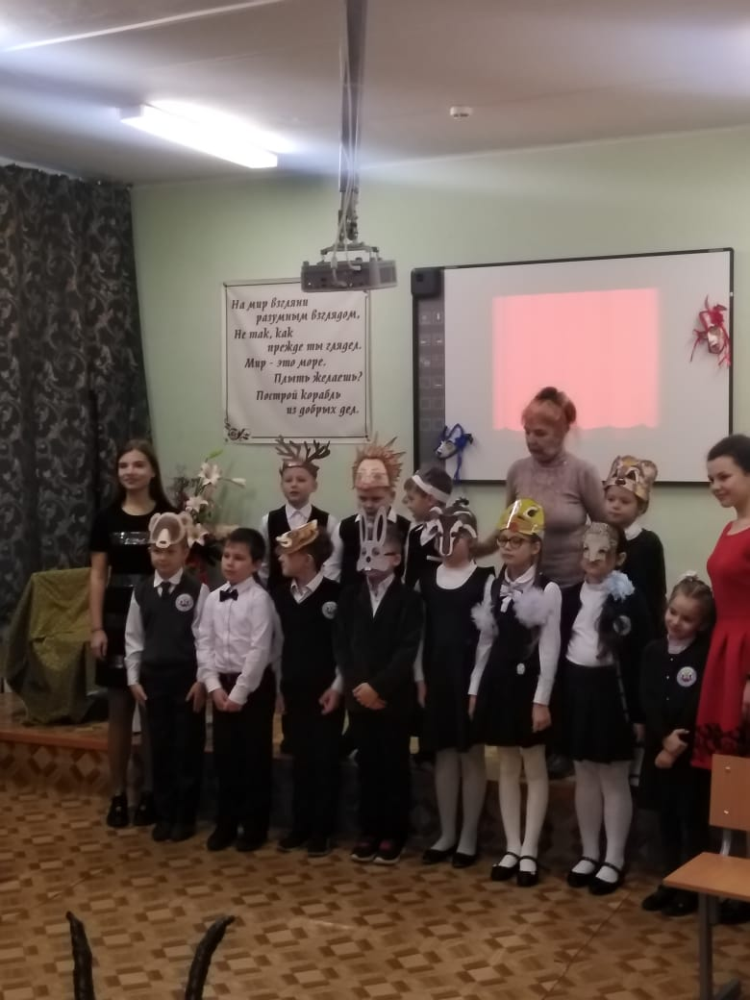 На мир взгляни
разумным взглядом,
Не так, как
прежде ты глядел.
Мир - это море.
Плыть желаешь?
Построй корабль
из добрых дел.